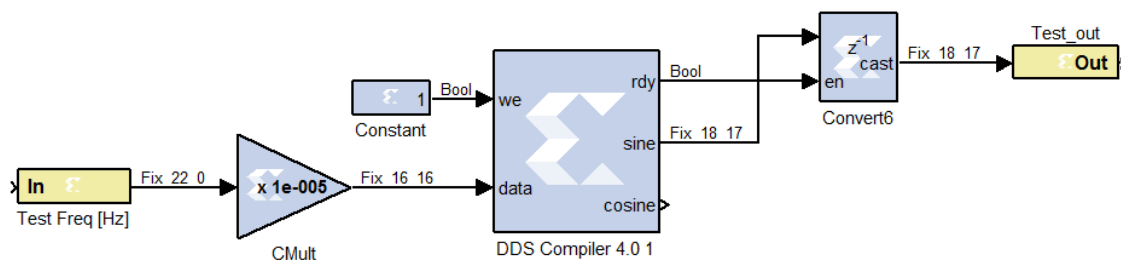 Test_out
z-1
cast
en
Fix_18_17
Out
Convert6
Bool
rdy
Bool
1
we
Constant
Fix_18_17
sine
In
Fix_22_0
x 1e-005
Fix_16_16
data
cosine
Test Freq [Hz]
CMult
DDS Compiler 4.0 1